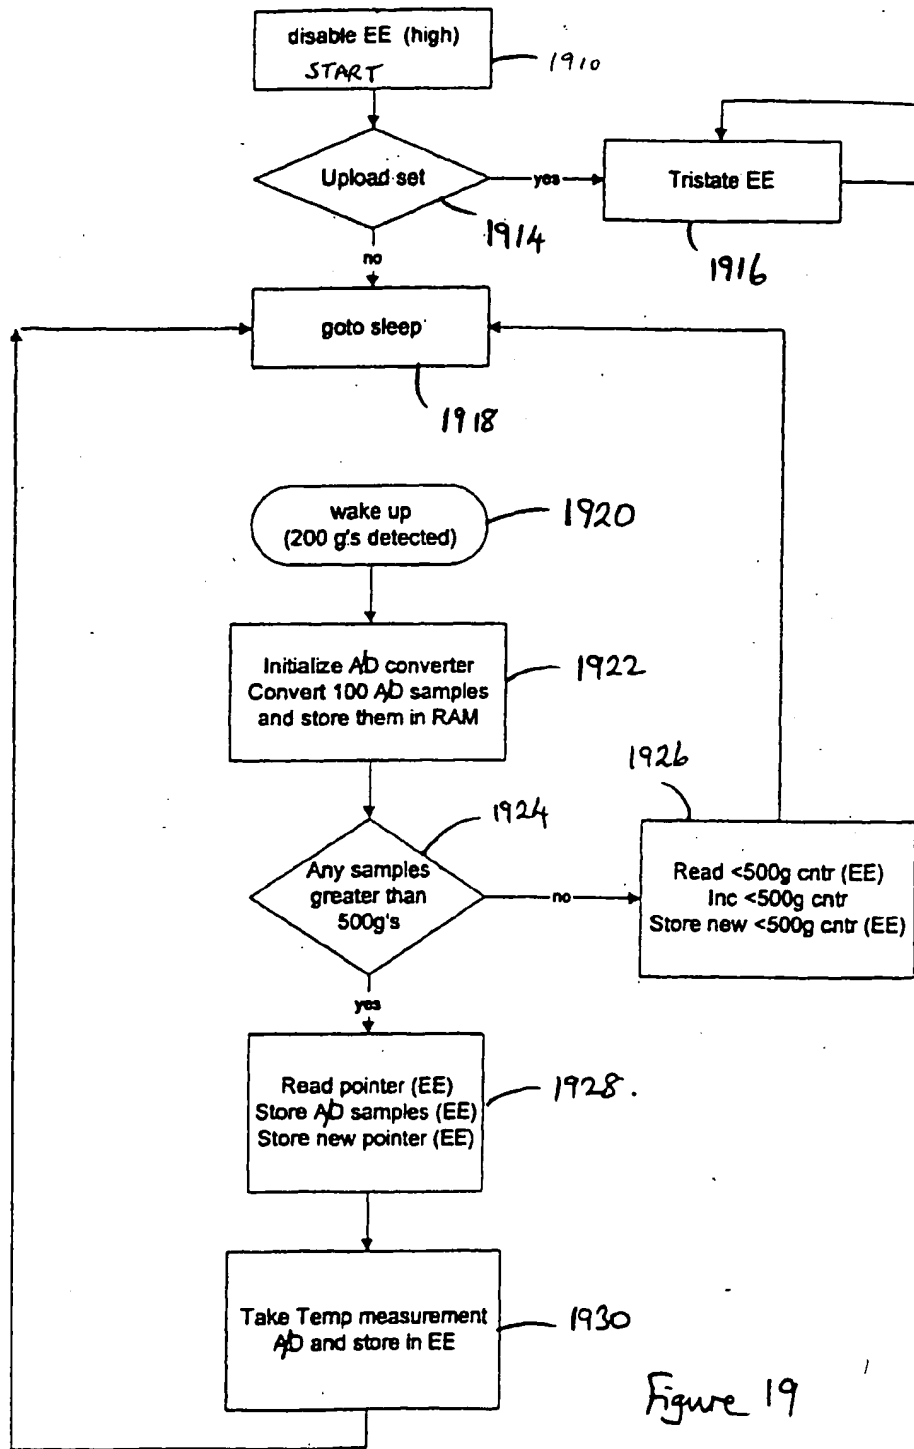 disable EE (high)
START
1910
Upload set
yes
Tristate EE
1914
1916
no
goto sleep
1918
wake up
(200 g's detected)
1920
Initialize A/D converter
Convert 100 A/D samples
and store them in RAM
1922
1926
1924
Any samples
greater than
500g's
no
Read <500g cntr (EE)
Inc <500g cntr
Store new <500g cntr (EE)
yes
Read pointer (EE)
Store A/D samples (EE)
Store new pointer (EE)
1928.
Take Temp measurement
A/D and store in EE
1930
Figure 19